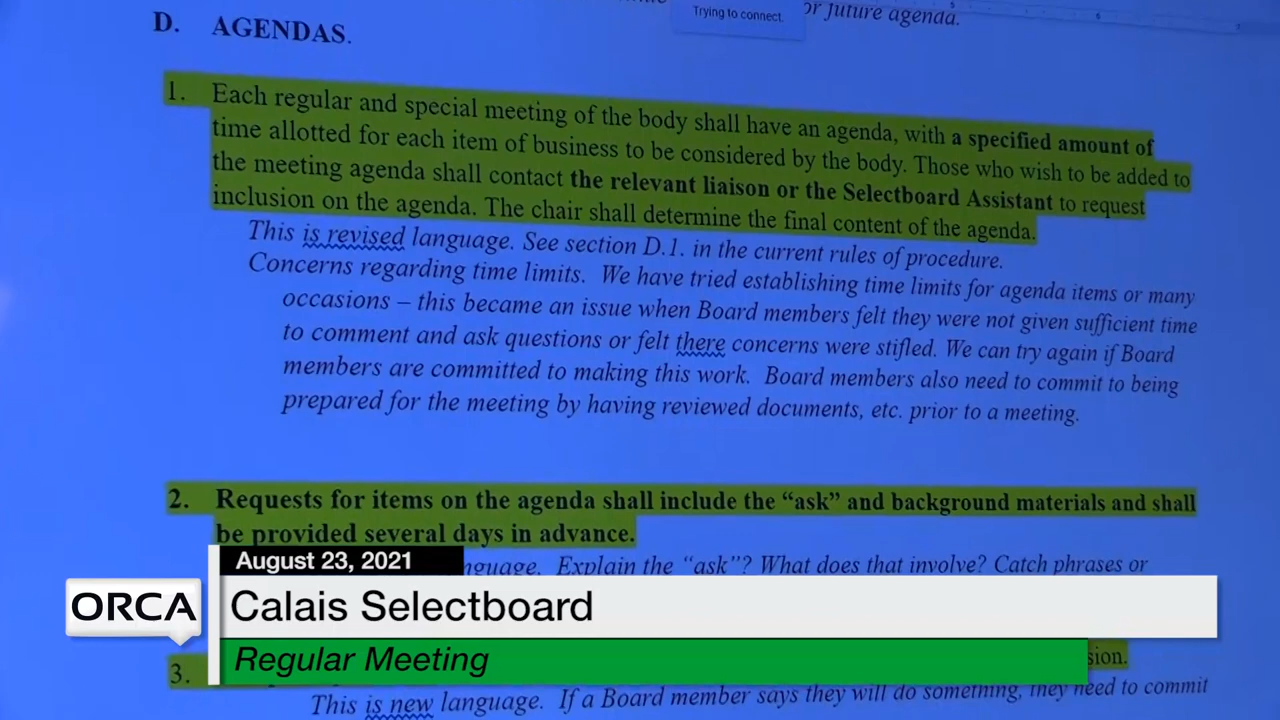 or future agenda.
Trying to connect.
D. AGENDAS.
1. Each regular and special meeting of the body shall have an agenda, with a specified amount of
time allotted for each item of business to be considered by the body. Those who wish to be added to
the meeting agenda shall contact the relevant liaison or the Selectboard Assistant to request
inclusion on the agenda. The chair shall determine the final content of the agenda.
This is revised language. See section D.1. in the current rules of procedure.
Concerns regarding time limits. We have tried establishing time limits for agenda items or many
occasions – this became an issue when Board members felt they were not given sufficient time
to comment and ask questions or felt there concerns were stifled. We can try again if Board
members are committed to making this work. Board members also need to commit to being
prepared for the meeting by having reviewed documents, etc. prior to a meeting.
2. Requests for items on the agenda shall include the “ask” and background materials and shall
be provided several days in advance.
nguage. Explain the “ask”? What does that involve? Catch phrases or
August 23, 2021
ORCA
Calais Selectboard
Regular Meeting
3. sion.
This is new language. If a Board member says they will do something, they need to commit